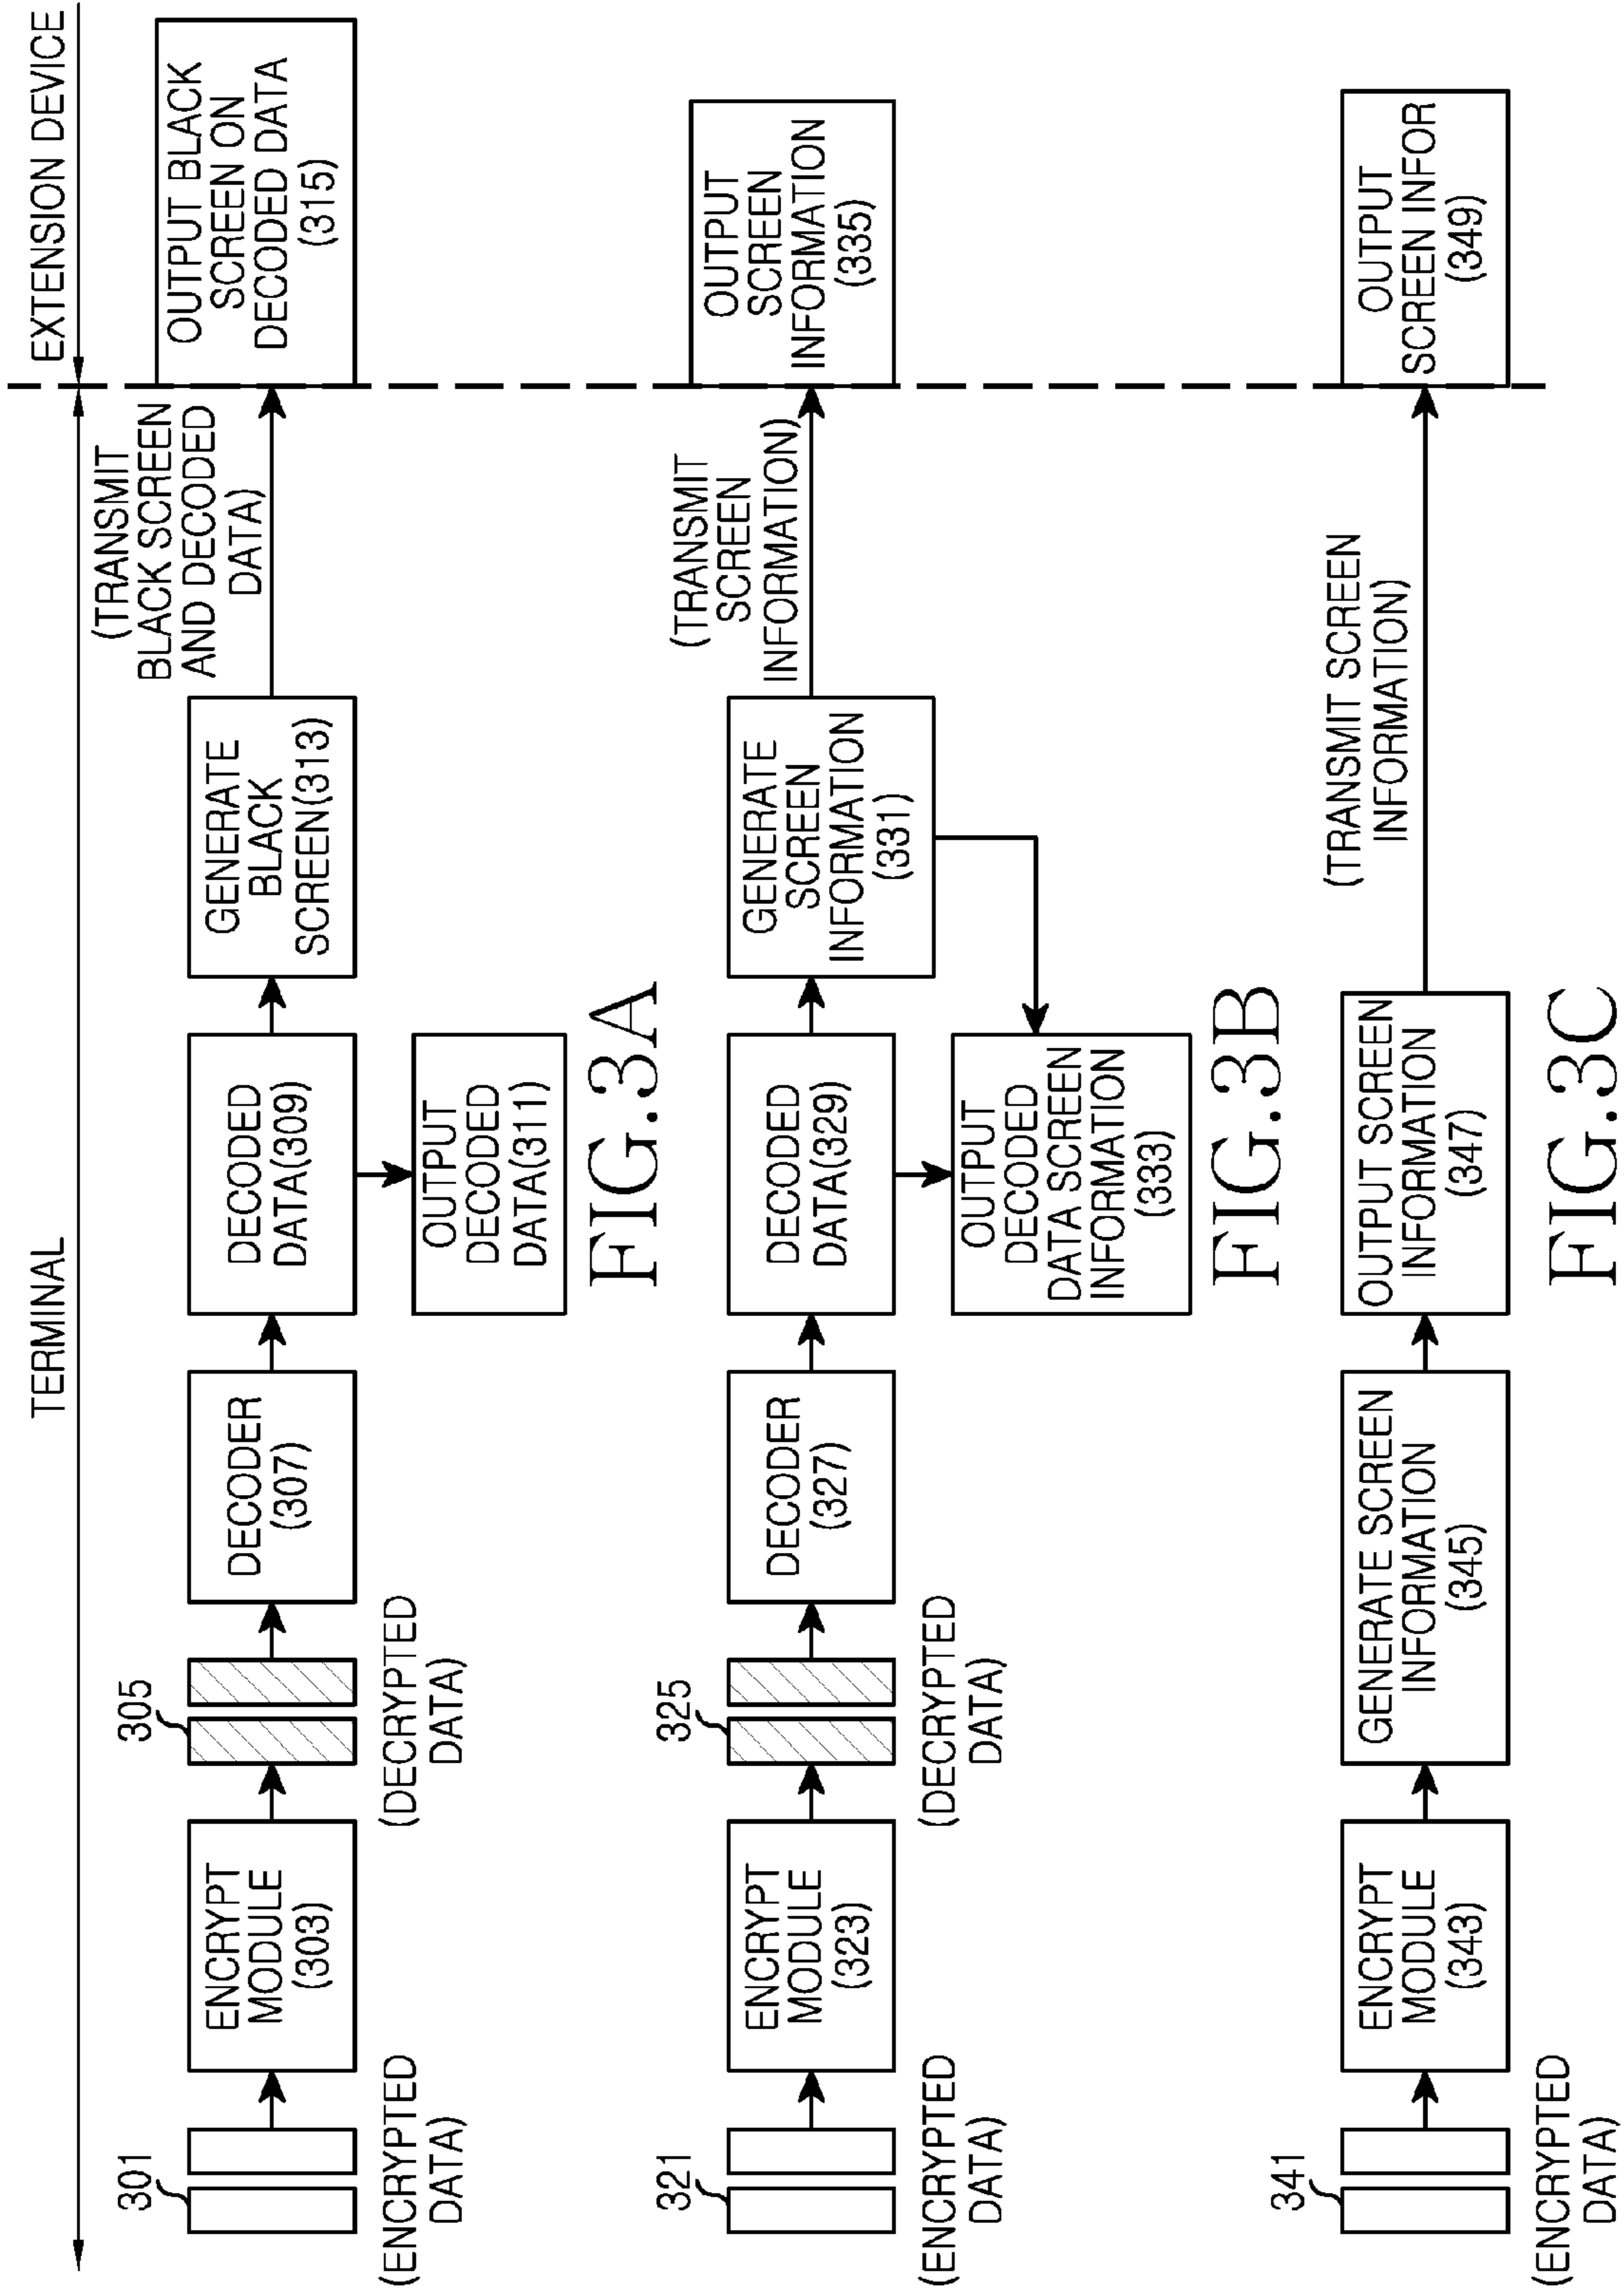 TERMINAL
EXTENSION DEVICE
301
(ENCRYPTED
DATA)
ENCRYPT
MODULE
(303)
305
(DECRYPTED
DATA)
DECODER
(307)
DECODED
DATA(309)
OUTPUT
DECODED
DATA(311)
GENERATE
BLACK
SCREEN(313)
(TRANSMIT
BLACK SCREEN
AND DECODED
DATA)
OUTPUT BLACK
SCREEN ON
DECODED DATA
(315)
FIG.3A
321
(ENCRYPTED
DATA)
ENCRYPT
MODULE
(323)
325
(DECRYPTED
DATA)
DECODER
(327)
DECODED
DATA(329)
OUTPUT
DECODED
DATA SCREEN
INFORMATION
(333)
GENERATE
SCREEN
INFORMATION
(331)
(TRANSMIT
SCREEN
INFORMATION)
OUTPUT
SCREEN
INFORMATION
(335)
FIG.3B
341
(ENCRYPTED
DATA)
ENCRYPT
MODULE
(343)
GENERATE SCREEN
INFORMATION
(345)
OUTPUT SCREEN
INFORMATION
(347)
(TRANSMIT SCREEN
INFORMATION)
OUTPUT
SCREEN INFOR
(349)
FIG.3C